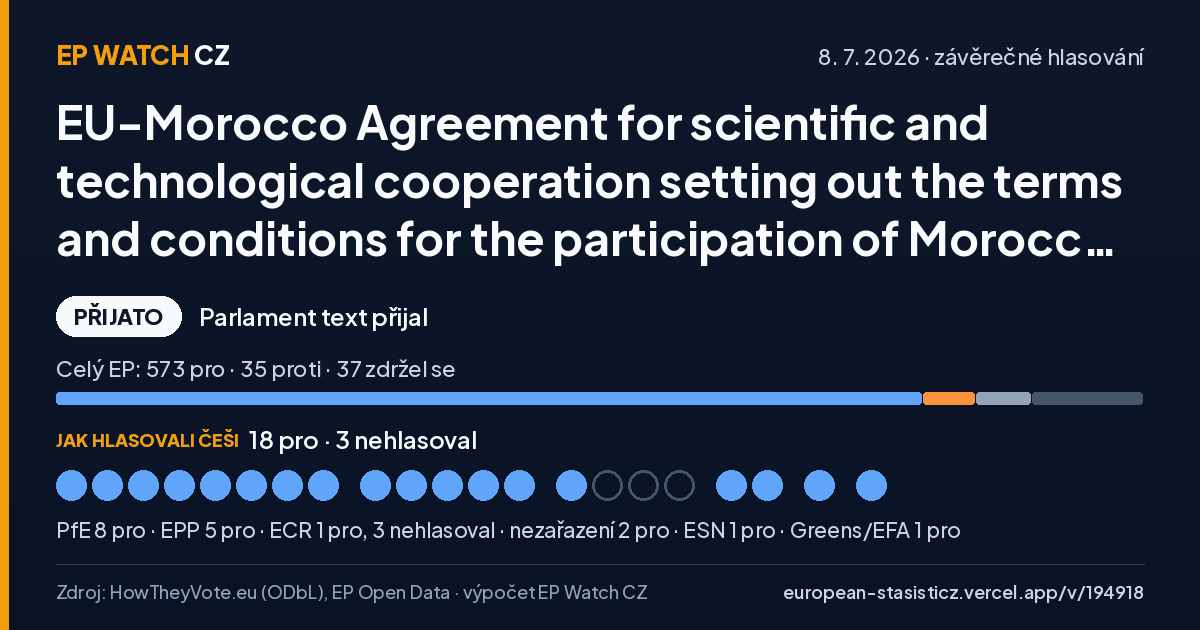 EP WATCH CZ
8. 7. 2026 · závěrečné hlasování
EU–Morocco Agreement for scientific and
technological cooperation setting out the terms
and conditions for the participation of Morocc…
PŘIJATO Parlament text přijal
Celý EP: 573 pro · 35 proti · 37 zdržel se
JAK HLASOVALI ČEŠI 18 pro · 3 nehlasoval
PfE 8 pro · EPP 5 pro · ECR 1 pro, 3 nehlasoval · nezařazení 2 pro · ESN 1 pro · Greens/EFA 1 pro
Zdroj: HowTheyVote.eu (ODbL), EP Open Data · výpočet EP Watch CZ
european-stasisticz.vercel.app/v/194918